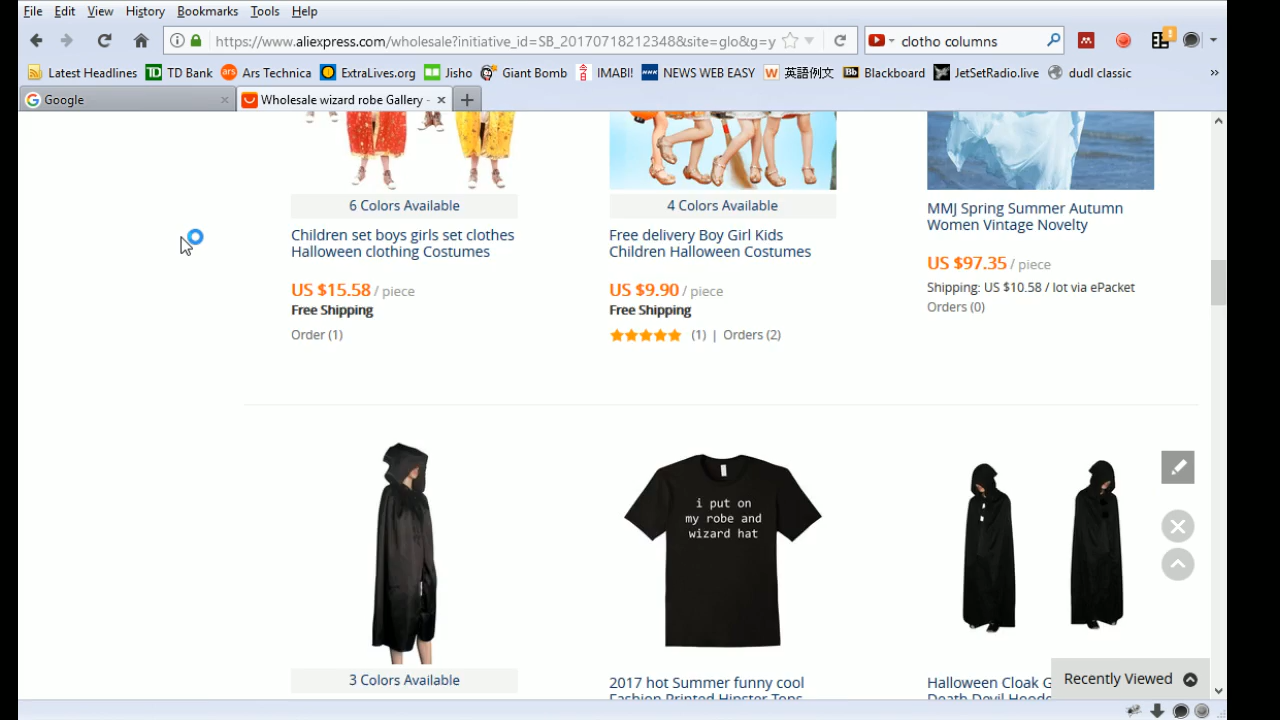 File Edit View History Bookmarks Tools Help
https://www.aliexpress.com/wholesale?initiative_id=SB_20170718212348&site=glo&g=y
clotho columns
Latest Headlines TD TD Bank ars Ars Technica ExtraLives.org Jisho Giant Bomb IMABI! NHK NEWS WEB EASY W 英語例文 Bb Blackboard JetSetRadio.live dudl classic »
Google
Wholesale wizard robe Gallery -
6 Colors Available
Children set boys girls set clothes
Halloween clothing Costumes
US $15.58 / piece
Free Shipping
Order (1)
4 Colors Available
Free delivery Boy Girl Kids
Children Halloween Costumes
US $9.90 / piece
Free Shipping
(1) | Orders (2)
MMJ Spring Summer Autumn
Women Vintage Novelty
US $97.35 / piece
Shipping: US $10.58 / lot via ePacket
Orders (0)
3 Colors Available
i put on
my robe and
wizard hat
2017 hot Summer funny cool
Fashion Printed Hipster Tops
Halloween Cloak G
Death Devil Hoode
Recently Viewed